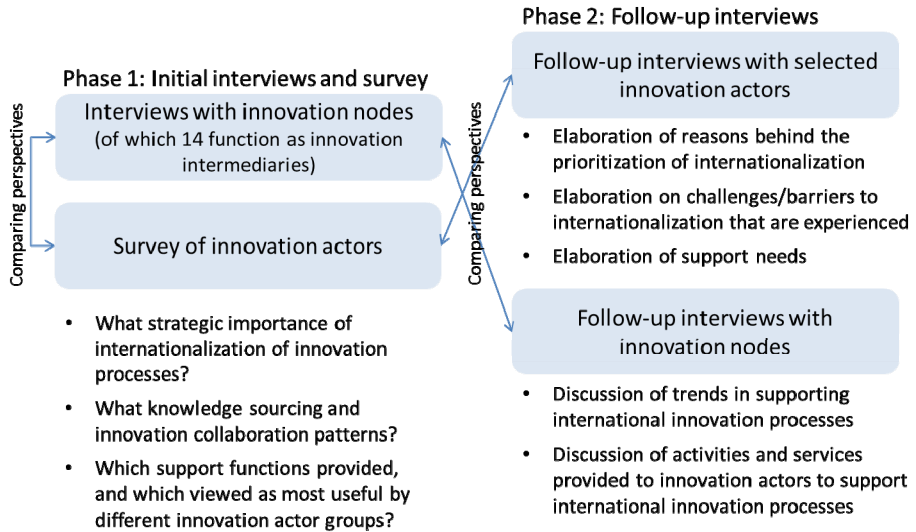 Phase 1: Initial interviews and survey
Comparing perspectives
Interviews with innovation nodes
(of which 14 function as innovation
intermediaries)
Survey of innovation actors
• What strategic importance of
internationalization of innovation
processes?
• What knowledge sourcing and
innovation collaboration patterns?
• Which support functions provided,
and which viewed as most useful by
different innovation actor groups?
Comparing perspectives
Phase 2: Follow-up interviews
Follow-up interviews with selected
innovation actors
• Elaboration of reasons behind the
prioritization of internationalization
• Elaboration on challenges/barriers to
internationalization that are experienced
• Elaboration of support needs
Follow-up interviews with
innovation nodes
• Discussion of trends in supporting
international innovation processes
• Discussion of activities and services
provided to innovation actors to support
international innovation processes